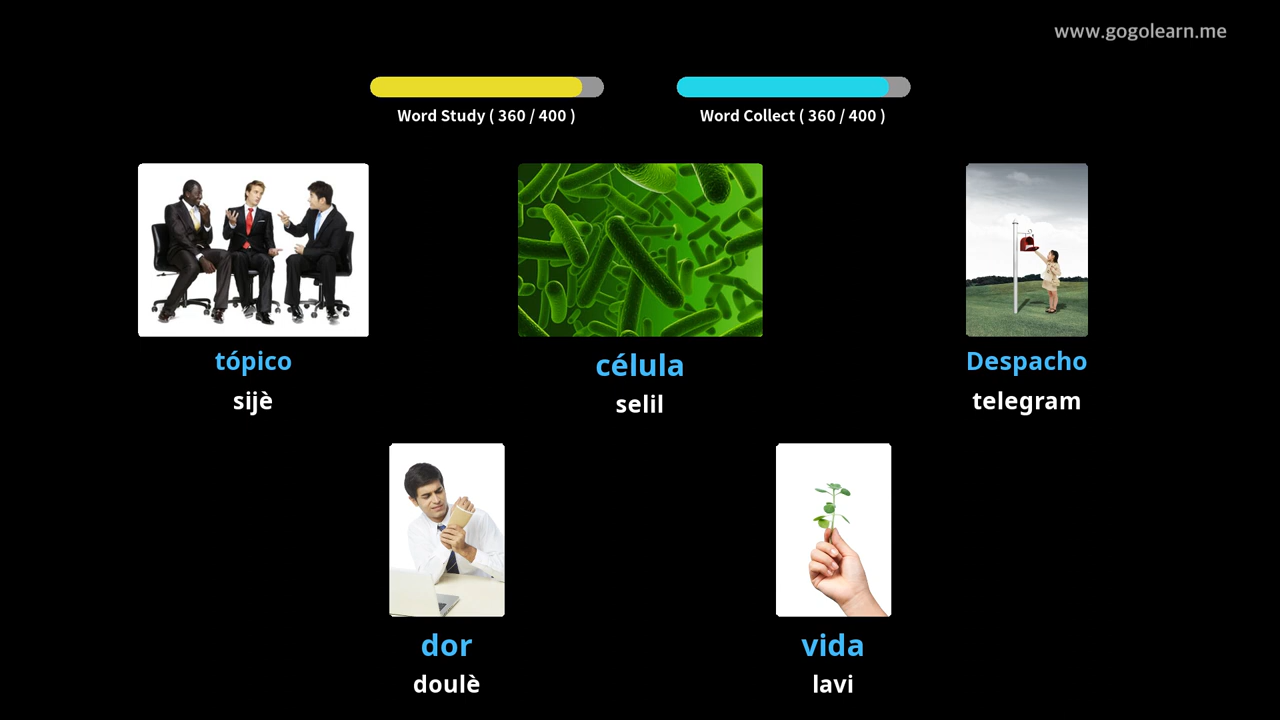 www.gogolearn.me
Word Study ( 360 / 400 )
Word Collect ( 360 / 400 )
tópico
sijè
célula
selil
Despacho
telegram
dor
doulè
vida
lavi